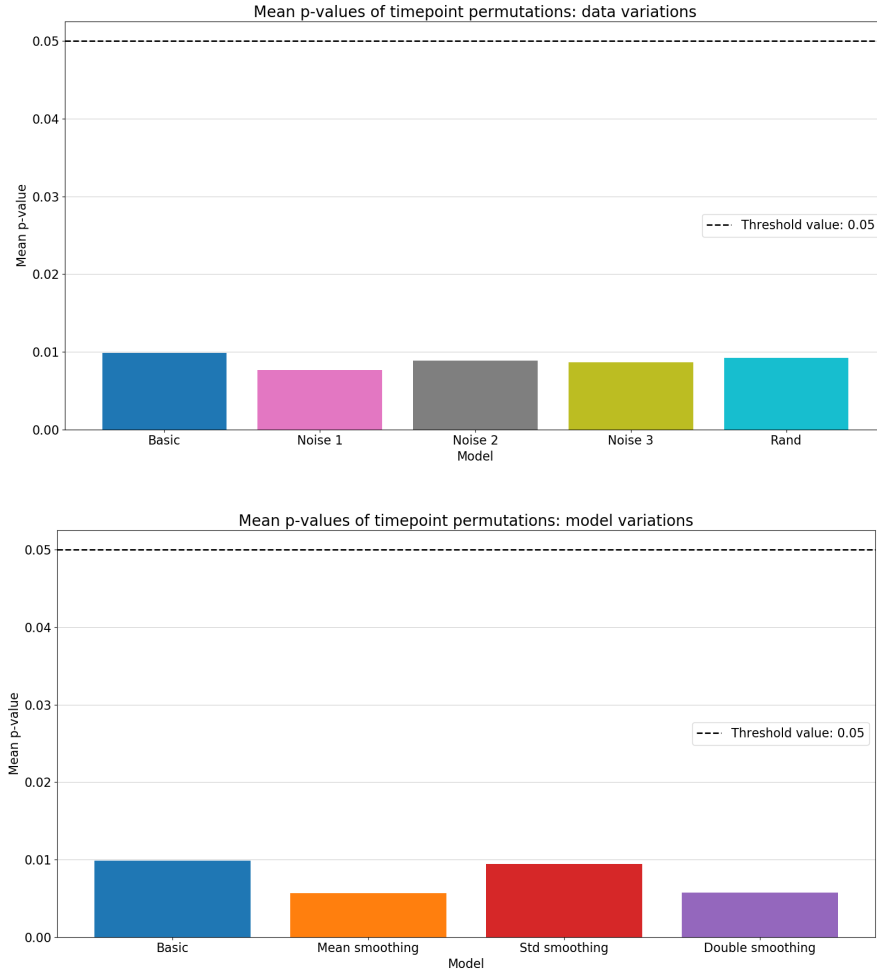 Mean p-values of timepoint permutations: data variations
0.05
0.04
0.03
0.02
0.01
0.00
Mean p-value
Threshold value: 0.05
Basic Noise 1 Noise 2 Noise 3 Rand
Model
Mean p-values of timepoint permutations: model variations
0.05
0.04
0.03
0.02
0.01
0.00
Mean p-value
Threshold value: 0.05
Basic Mean smoothing Std smoothing Double smoothing
Model